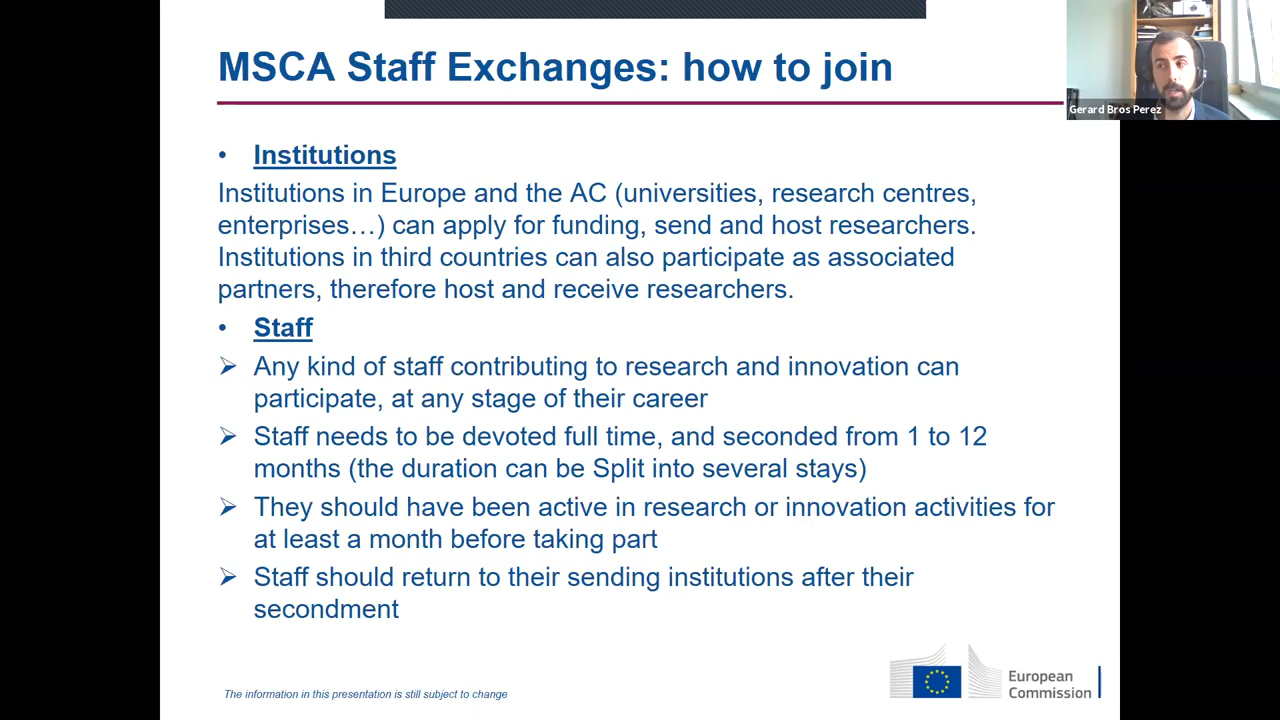 MSCA Staff Exchanges: how to join
Gerard Bros Perez
• Institutions
Institutions in Europe and the AC (universities, research centres,
enterprises…) can apply for funding, send and host researchers.
Institutions in third countries can also participate as associated
partners, therefore host and receive researchers.
• Staff
➢ Any kind of staff contributing to research and innovation can
participate, at any stage of their career
➢ Staff needs to be devoted full time, and seconded from 1 to 12
months (the duration can be Split into several stays)
➢ They should have been active in research or innovation activities for
at least a month before taking part
➢ Staff should return to their sending institutions after their
secondment
The information in this presentation is still subject to change
European
Commission